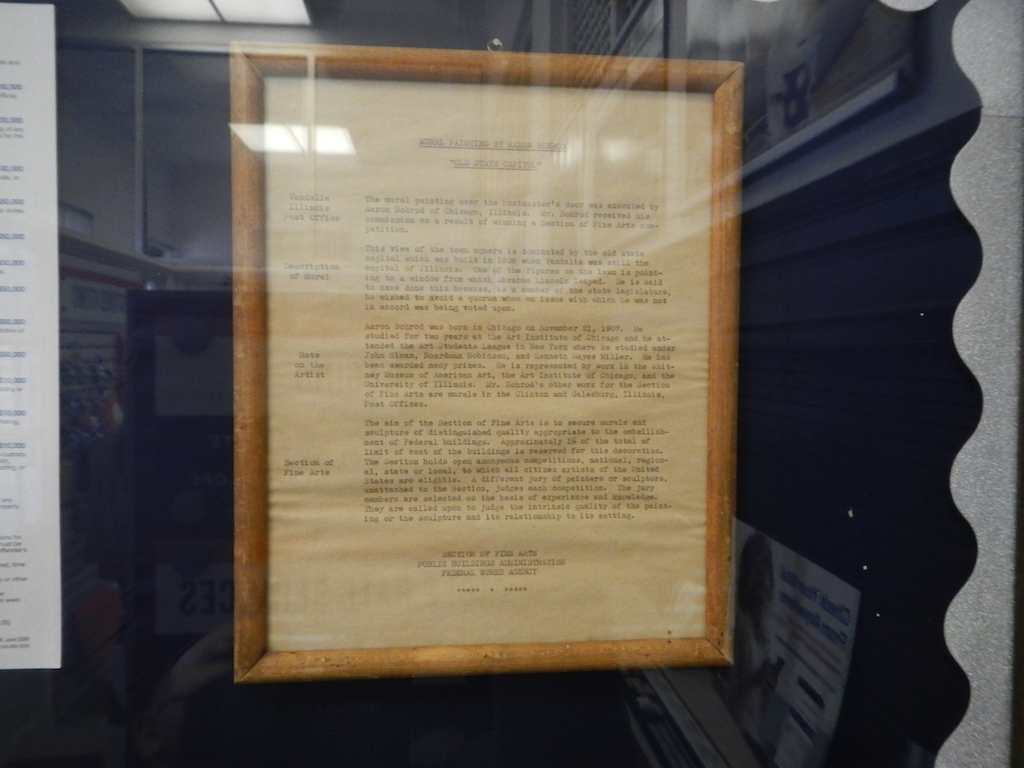 MURAL PAINTING BY AARON BOHROD
"OLD STATE CAPITOL"
Vandalia
Illinois
Post Office
The mural painting over the Postmaster's door was executed by
Aaron Bohrod of Chicago, Illinois. Mr. Bohrod received his
commission as a result of winning a Section of Fine Arts com-
petition.
Description
of Mural
This view of the town square is dominated by the old state
capitol which was built in 1836 when Vandalia was still the
capital of Illinois. One of the figures on the lawn is point-
ing to a window from which Abraham Lincoln leaped. He is said
to have done this because, as a member of the state legislature,
he wished to avoid a quorum when an issue with which he was not
in accord was being voted upon.
Note
on the
Artist
Aaron Bohrod was born in Chicago on November 21, 1907. He
studied for two years at the Art Institute of Chicago and he at-
tended the Art Students League in New York where he studied under
John Sloan, Boardman Robinson, and Kenneth Hayes Miller. He has
been awarded many prizes. He is represented by work in the Whit-
ney Museum of American Art, the Art Institute of Chicago, and the
University of Illinois. Mr. Bohrod's other work for the Section
of Fine Arts are murals in the Clinton and Galesburg, Illinois,
Post Offices.
Section of
Fine Arts
The aim of the Section of Fine Arts is to secure murals and
sculpture of distinguished quality appropriate to the embellish-
ment of Federal buildings. Approximately 1% of the total of
limit of cost of the buildings is reserved for this decoration.
The Section holds open anonymous competitions, national, region-
al, state or local, to which all citizen artists of the United
States are eligible. A different jury of painters or sculptors,
unattached to the Section, judges each competition. The jury
members are selected on the basis of experience and knowledge.
They are called upon to judge the intrinsic quality of the paint-
ing or the sculpture and its relationship to its setting.
SECTION OF FINE ARTS
PUBLIC BUILDINGS ADMINISTRATION
FEDERAL WORKS AGENCY
***** * *****